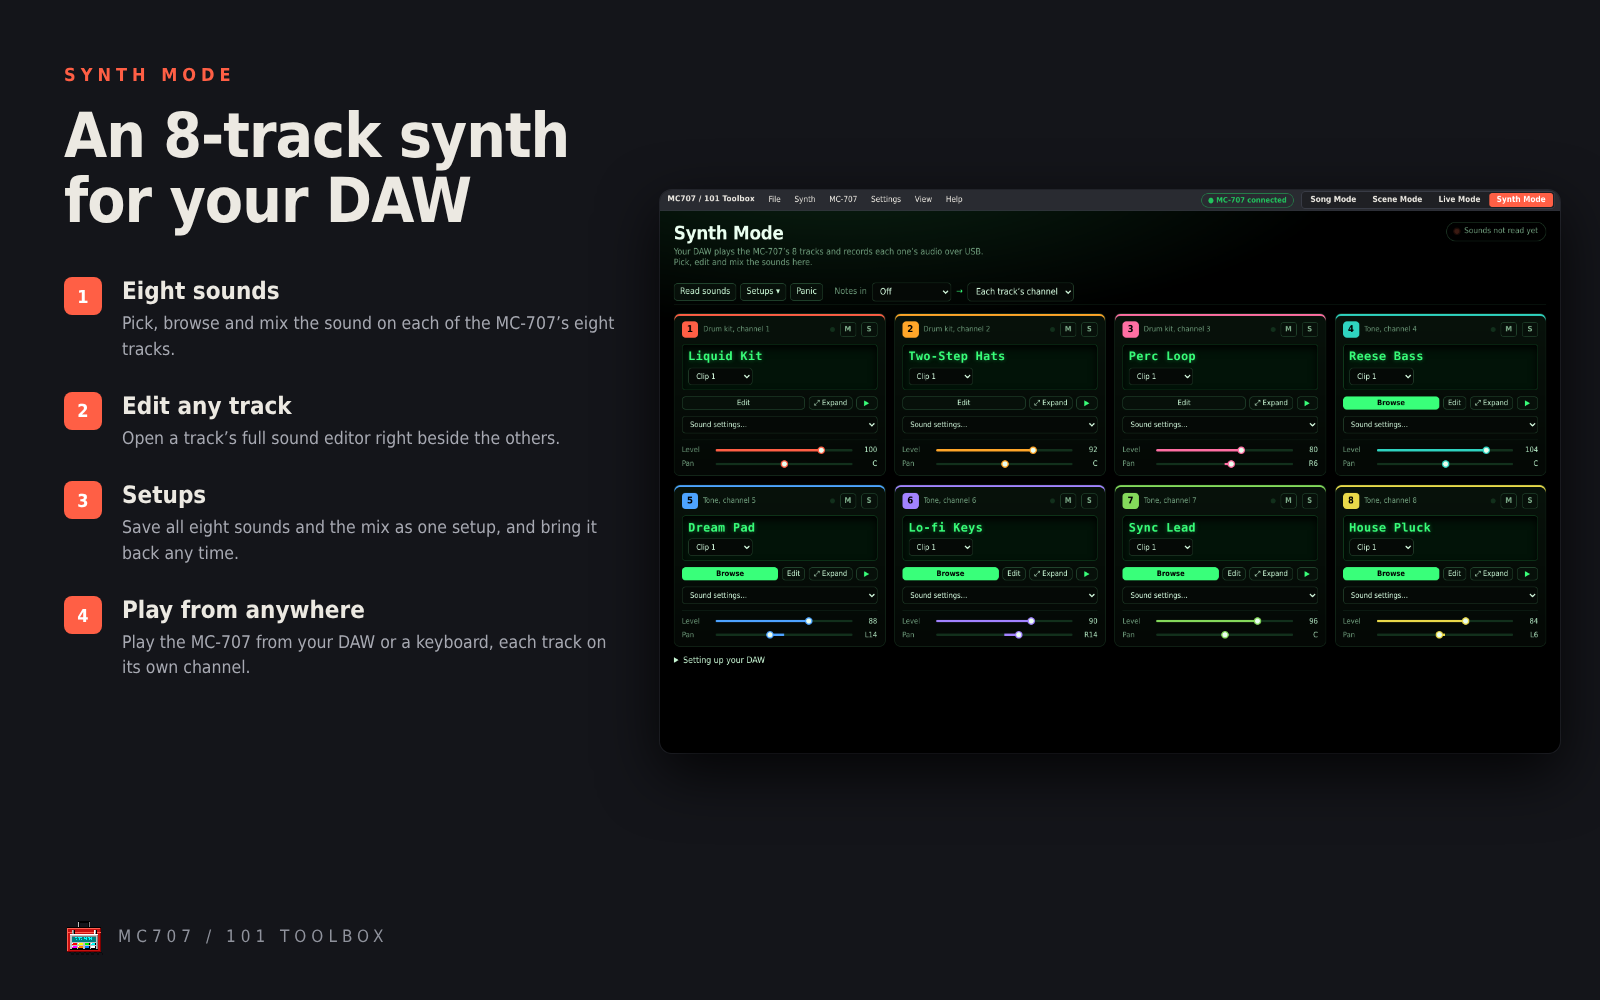 SYNTH MODE
An 8-track synth
for your DAW
1
Eight sounds
Pick, browse and mix the sound on each of the MC-707’s eight
tracks.
2
Edit any track
Open a track’s full sound editor right beside the others.
3
Setups
Save all eight sounds and the mix as one setup, and bring it
back any time.
4
Play from anywhere
Play the MC-707 from your DAW or a keyboard, each track on
its own channel.
MC707 / 101 TOOLBOX
MC707 / 101 Toolbox File Synth MC-707 Settings View Help MC-707 connected Song Mode Scene Mode Live Mode Synth Mode
Synth Mode
Sounds not read yet
Your DAW plays the MC-707’s 8 tracks and records each one’s audio over USB.
Pick, edit and mix the sounds here.
Read sounds Setups ▾ Panic Notes in Off → Each track’s channel
1 Drum kit, channel 1 M S
Liquid Kit
Clip 1
Edit Expand
Sound settings...
Level 100
Pan C
2 Drum kit, channel 2 M S
Two-Step Hats
Clip 1
Edit Expand
Sound settings...
Level 92
Pan C
3 Drum kit, channel 3 M S
Perc Loop
Clip 1
Edit Expand
Sound settings...
Level 80
Pan R6
4 Tone, channel 4 M S
Reese Bass
Clip 1
Browse Edit Expand
Sound settings...
Level 104
Pan C
5 Tone, channel 5 M S
Dream Pad
Clip 1
Browse Edit Expand
Sound settings...
Level 88
Pan L14
6 Tone, channel 6 M S
Lo-fi Keys
Clip 1
Browse Edit Expand
Sound settings...
Level 90
Pan R14
7 Tone, channel 7 M S
Sync Lead
Clip 1
Browse Edit Expand
Sound settings...
Level 96
Pan C
8 Tone, channel 8 M S
House Pluck
Clip 1
Browse Edit Expand
Sound settings...
Level 84
Pan L6
Setting up your DAW